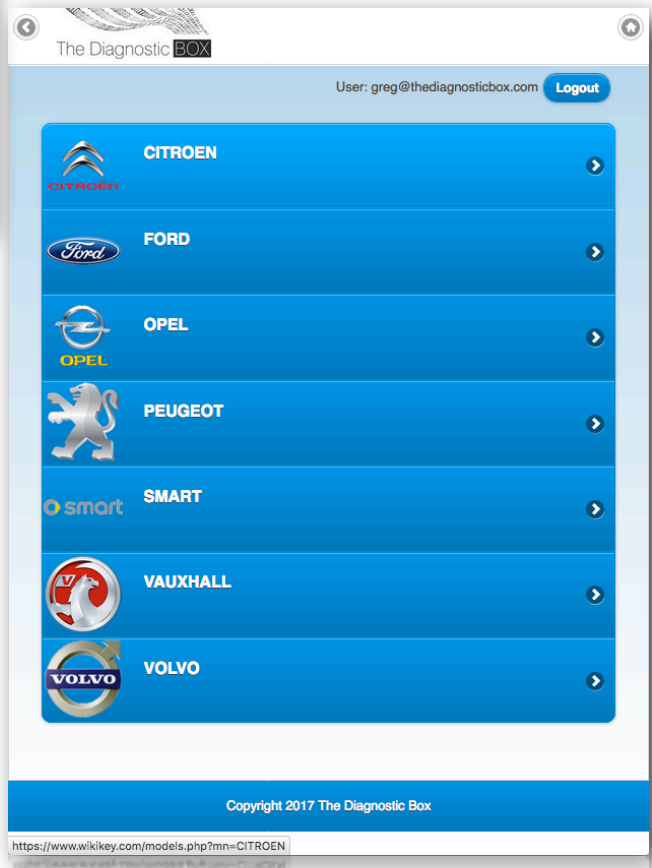 The Diagnostic BOX
User: greg@thediagnosticbox.com Logout
CITROËN
CITROEN
Ford
FORD
OPEL
OPEL
PEUGEOT
smart
SMART
V
VAUXHALL
VOLVO
VOLVO
Copyright 2017 The Diagnostic Box
https://www.wikikey.com/models.php?mn=CITROEN